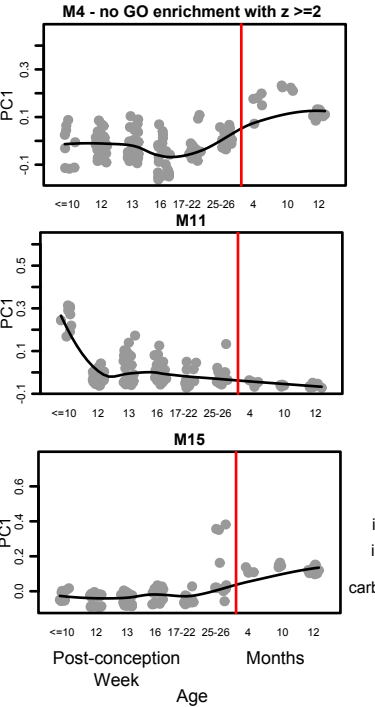 M4 - no GO enrichment with z >=2
PC1
0.3
0.1
-0.1
<=10 12 13 16 17-22 25-26 4 10 12
M11
PC1
0.5
0.3
0.1
-0.1
<=10 12 13 16 17-22 25-26 4 10 12
M15
PC1
0.6
0.4
0.2
0.0
<=10 12 13 16 17-22 25-26 4 10 12
i
i
carb
Post-conception Months
Week
Age